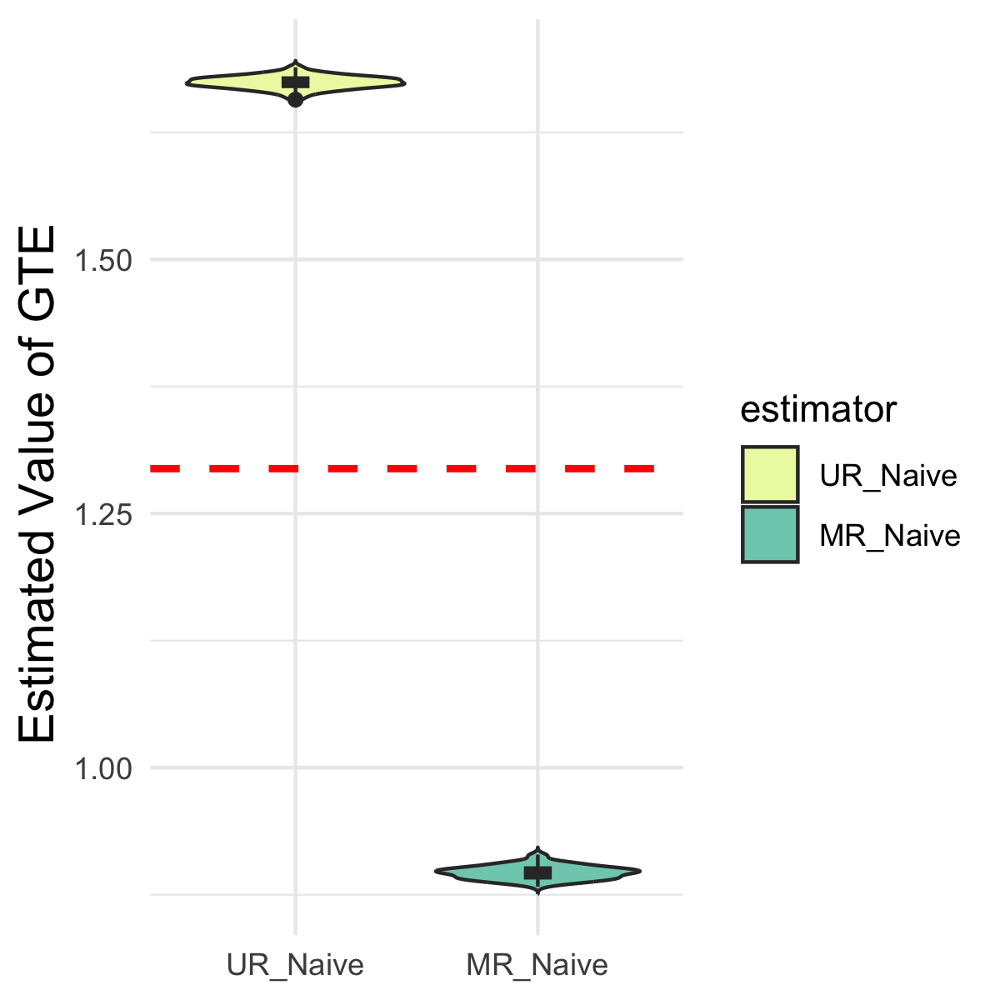 Estimated Value of GTE
1.50
1.25
1.00
UR_Naive
MR_Naive
estimator
UR_Naive
MR_Naive